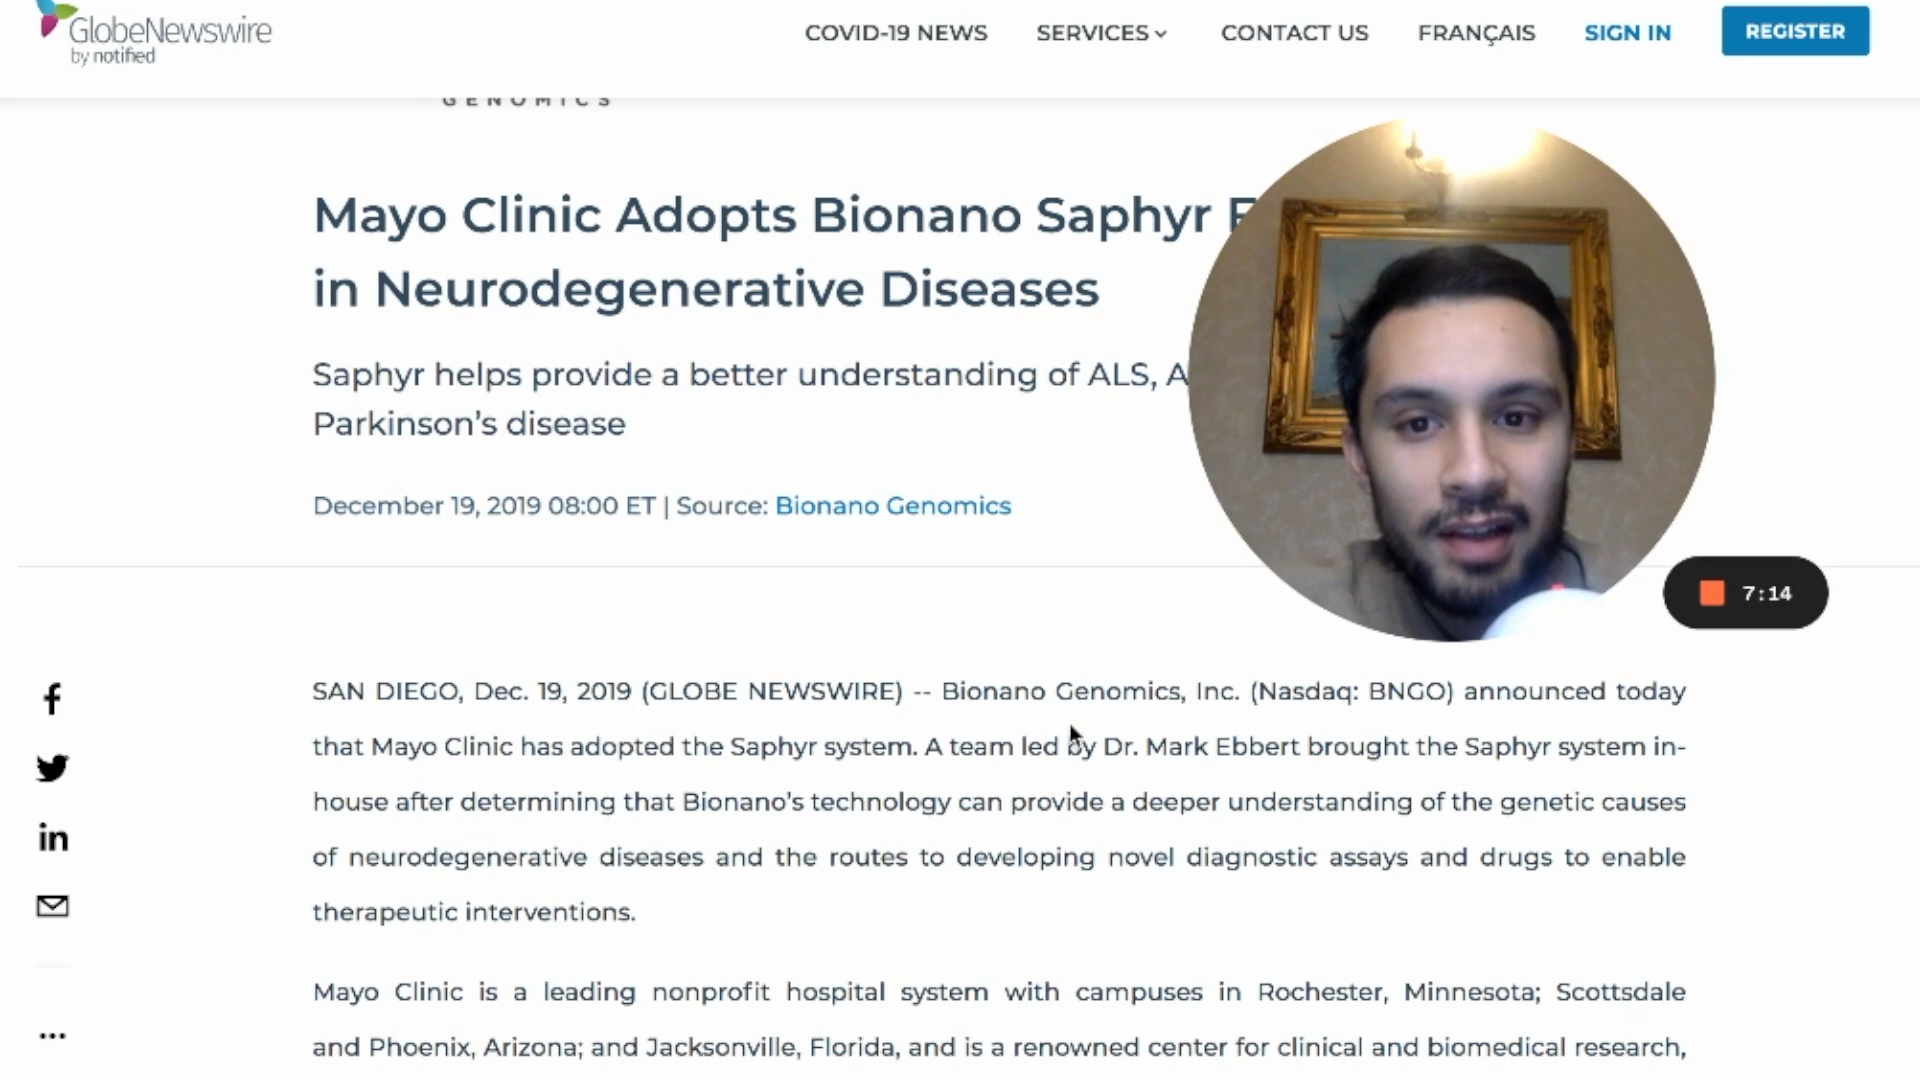 GlobeNewswire
by notified
COVID-19 NEWS
SERVICES
CONTACT US
FRANÇAIS
SIGN IN
REGISTER
GENOMICS
Mayo Clinic Adopts Bionano Saphyr
in Neurodegenerative Diseases
Saphyr helps provide a better understanding of ALS,
Parkinson's disease
December 19, 2019 08:00 ET | Source: Bionano Genomics
7:14
SAN DIEGO, Dec. 19, 2019 (GLOBE NEWSWIRE) -- Bionano Genomics, Inc. (Nasdaq: BNGO) announced today
that Mayo Clinic has adopted the Saphyr system. A team led by Dr. Mark Ebbert brought the Saphyr system in-
house after determining that Bionano's technology can provide a deeper understanding of the genetic causes
of neurodegenerative diseases and the routes to developing novel diagnostic assays and drugs to enable
therapeutic interventions.
Mayo Clinic is a leading nonprofit hospital system with campuses in Rochester, Minnesota; Scottsdale
and Phoenix, Arizona; and Jacksonville, Florida, and is a renowned center for clinical and biomedical research,